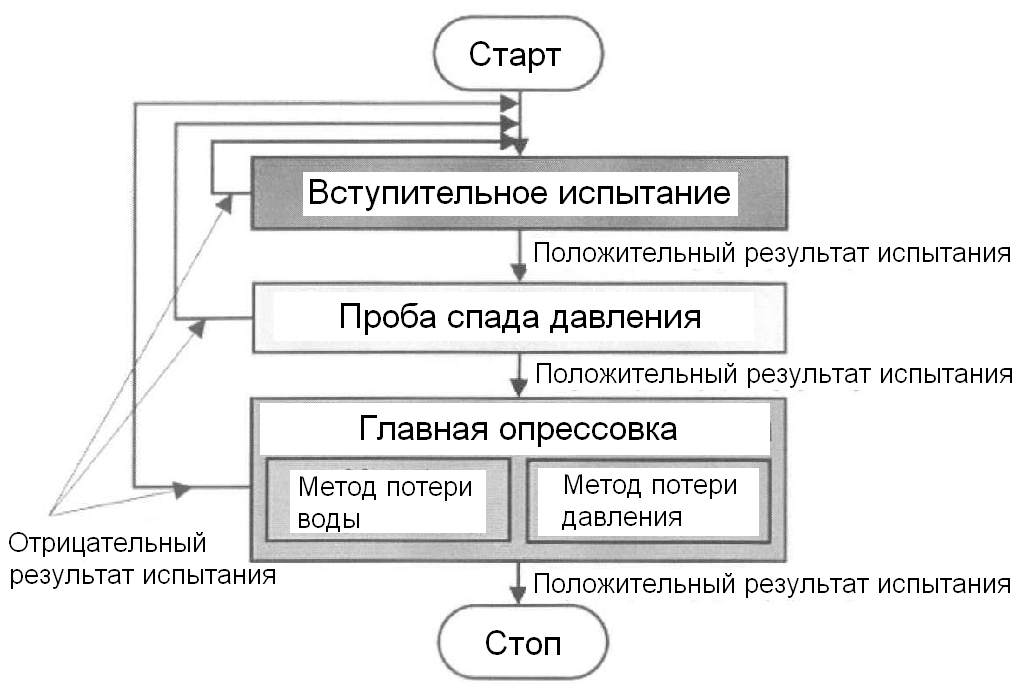 Старт
Вступительное испытание
Положительный результат испытания
Проба спада давления
Положительный результат испытания
Главная опрессовка
Метод потери
воды
Метод потери
давления
Отрицательный
результат испытания
Положительный результат испытания
Стоп